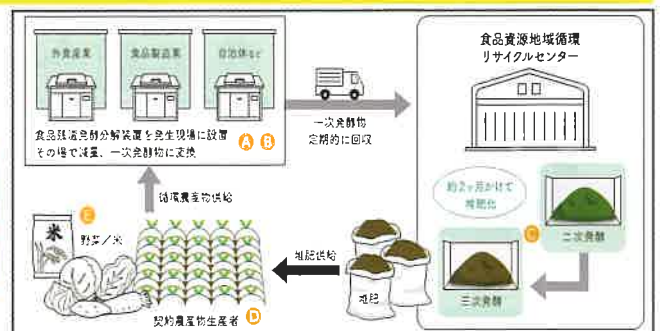 外食産業
食品製造業
自治体など
食品残渣発酵分解装置を発生現場に設置
その場で減量、一次発酵物に変換
A B
一次発酵物
定期的に回収
食品資源地域循環
リサイクルセンター
約2ヶ月かけて
堆肥化
二次発酵
C
三次発酵
堆肥
堆肥供給
契約農産物生産者 D
E
米
野菜/米
循環農産物供給